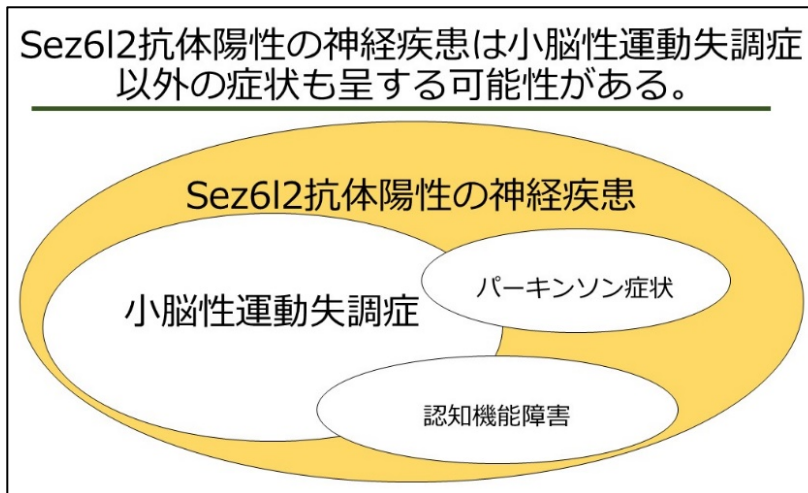 Sez6l2抗体陽性の神経疾患は小脳性運動失調症
以外の症状も呈する可能性がある。
Sez6l2抗体陽性の神経疾患
パーキンソン症状
小脳性運動失調症
認知機能障害